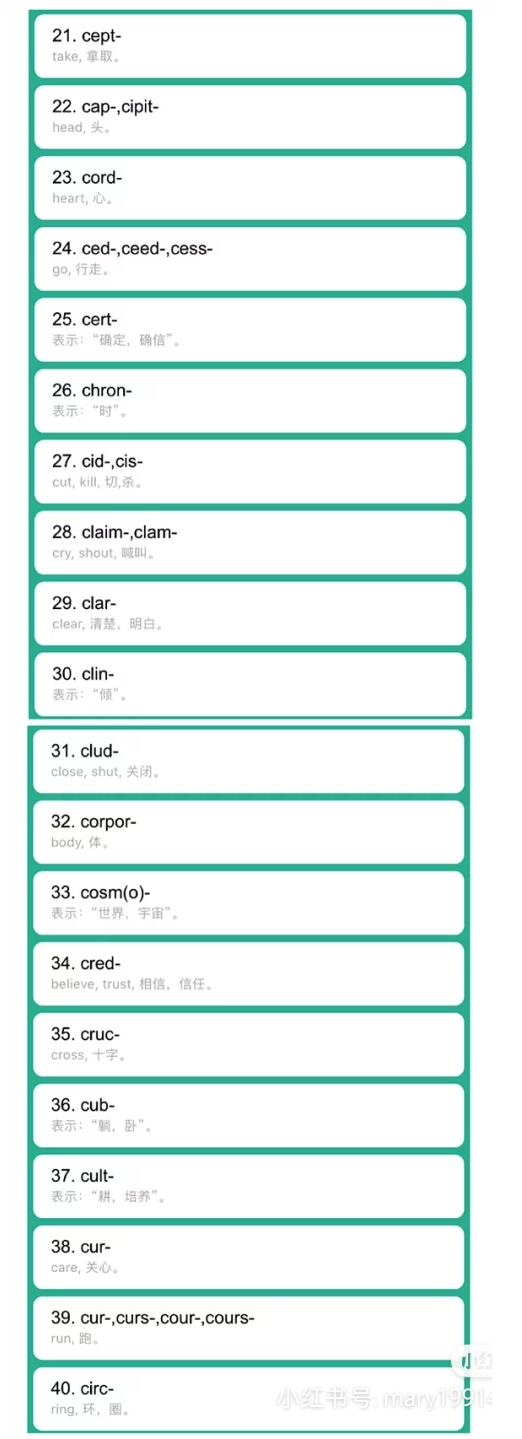 21. cept-
take, 拿取。
22. cap-,cipit-
head, 头。
23. cord-
heart, 心。
24. ced-,ceed-,cess-
go, 行走。
25. cert-
表示：“确定，确信”。
26. chron-
表示：“时”。
27. cid-,cis-
cut, kill, 切,杀。
28. claim-,clam-
cry, shout, 喊叫。
29. clar-
clear, 清楚，明白。
30. clin-
表示：“倾”。
31. clud-
close, shut, 关闭。
32. corpor-
body, 体。
33. cosm(o)-
表示：“世界，宇宙”。
34. cred-
believe, trust, 相信，信任。
35. cruc-
cross, 十字。
36. cub-
表示：“躺，卧”。
37. cult-
表示：“耕，培养”。
38. cur-
care, 关心。
39. cur-,curs-,cour-,cours-
run, 跑。
40. circ-
ring, 环，圈。
小红书号: mary19914